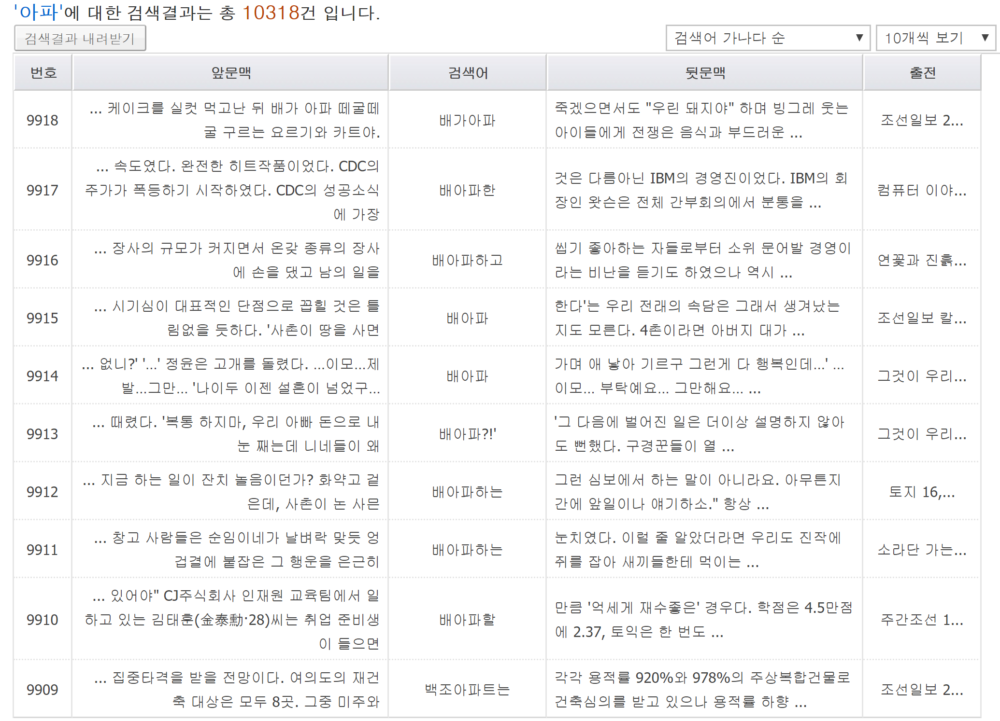 '아파'에 대한 검색결과는 총 10318건 입니다.
검색결과 내려받기
검색어 가나다 순
10개씩 보기
번호
앞문맥
검색어
뒷문맥
출전
9918
... 케이크를 실컷 먹고난 뒤 배가 아파 떼굴떼
굴 구르는 요르기와 카트야.
배가아파
죽겠으면서도 "우린 돼지야" 하며 빙그레 웃는
아이들에게 전쟁은 음식과 부드러운 ...
조선일보 2...
9917
... 속도였다. 완전한 히트작품이었다. CDC의
주가가 폭등하기 시작하였다. CDC의 성공소식
에 가장
배아파한
것은 다름아닌 IBM의 경영진이었다. IBM의 회
장인 왓슨은 전체 간부회의에서 분통을 ...
컴퓨터 이야...
9916
... 장사의 규모가 커지면서 온갖 종류의 장사
에 손을 댔고 남의 일을
배아파하고
씹기 좋아하는 자들로부터 소위 문어발 경영이
라는 비난을 듣기도 하였으나 역시 ...
연꽃과 진흙...
9915
... 시기심이 대표적인 단점으로 꼽힐 것은 틀
림없을 듯하다. '사촌이 땅을 사면
배아파
한다'는 우리 전래의 속담은 그래서 생겨났는
지도 모른다. 4촌이라면 아버지 대가 ...
조선일보 칼...
9914
... 없니?' '…' 정윤은 고개를 돌렸다. …이모…제
발…그만… '나이두 이젠 설흔이 넘었구…
배아파
가며 애 낳아 기르구 그런게 다 행복인데…' …
이모… 부탁예요… 그만해요… ...
그것이 우리...
9913
... 때렸다. '복통 하지마, 우리 아빠 돈으로 내
눈 째는데 니네들이 왜
배아파?!'
'그 다음에 벌어진 일은 더이상 설명하지 않아
도 뻔했다. 구경꾼들이 열 ...
그것이 우리...
9912
... 지금 하는 일이 잔치 놀음이던가? 화약고 겉
은데, 사촌이 논 사믄
배아파하는
그런 심보에서 하는 말이 아니라요. 아무튼지
간에 앞일이나 얘기하소." 항상 ...
토지 16,...
9911
... 창고 사람들은 순임이네가 날벼락 맞듯 엉
겁결에 붙잡은 그 행운을 은근히
배아파하는
눈치였다. 이럴 줄 알았더라면 우리도 진작에
쥐를 잡아 새끼들한테 먹이는 ...
소라단 가는...
9910
... 있어야" CJ주식회사 인재원 교육팀에서 일
하고 있는 김태훈(金泰勳·28)씨는 취업 준비생
이 들으면
배아파할
만큼 '억세게 재수좋은' 경우다. 학점은 4.5만점
에 2.37, 토익은 한 번도 ...
주간조선 1...
9909
... 집중타격을 받을 전망이다. 여의도의 재건
축 대상은 모두 8곳. 그중 미주와
백조아파트는
각각 용적률 920%와 978%의 주상복합건물로
건축심의를 받고 있으나 용적률 하향 ...
조선일보 2...